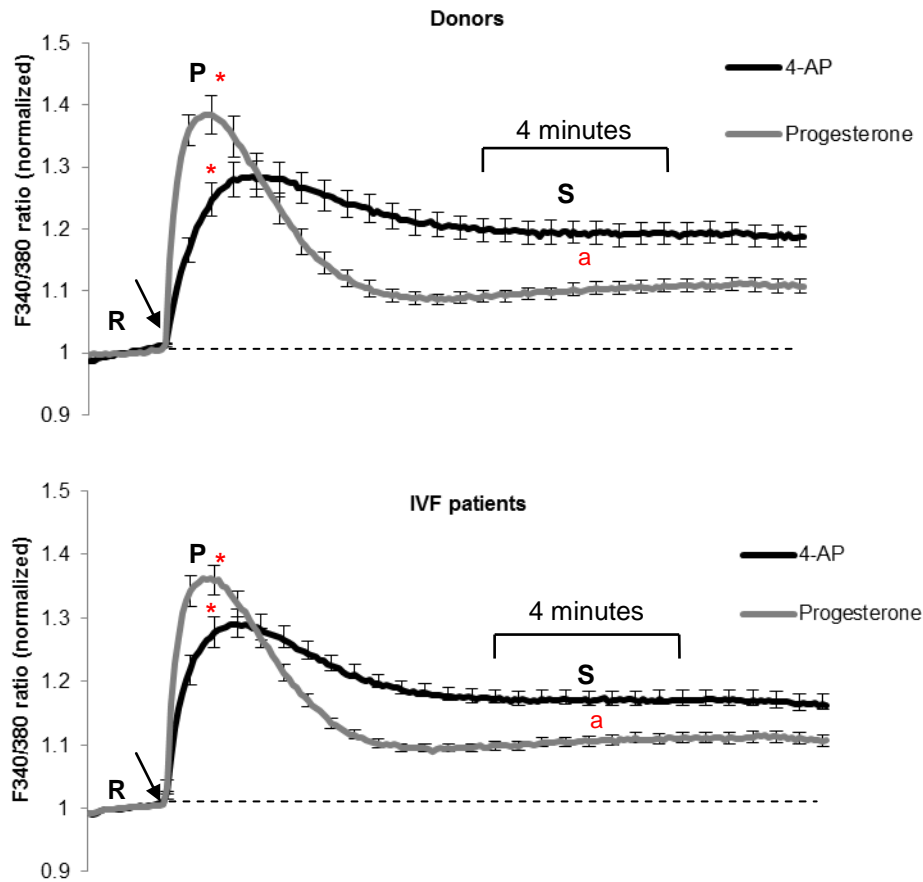 Donors
F340/380 ratio (normalized)
1.5
1.4
1.3
1.2
1.1
1
0.9
P *
*
R
4 minutes
S
a
4-AP
Progesterone
IVF patients
F340/380 ratio (normalized)
1.5
1.4
1.3
1.2
1.1
1
0.9
P *
*
R
4 minutes
S
a
4-AP
Progesterone